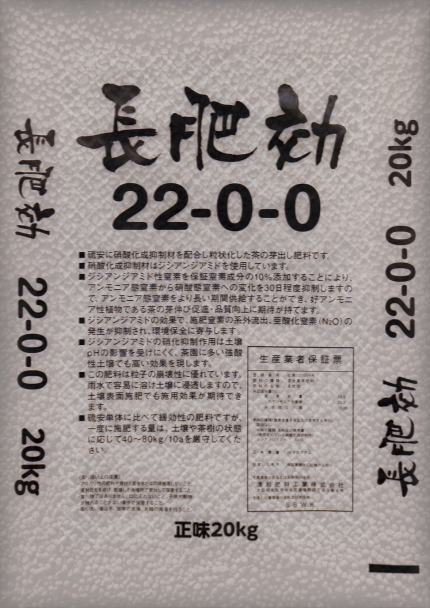 長肥効
22-0-0
■硫安に硝酸化成抑制材を配合し粒状化した茶の芽出し肥料です。
■硝酸化成抑制材はジシアンジアミドを使用しています。
■ジシアンジアミド性窒素を保証窒素成分の10%添加することにより、
アンモニア態窒素から硝酸態窒素への変化を30日程度抑制しますの
で、アンモニア態窒素をより長い期間供給することができ、好アンモニ
ア性植物である茶の芽伸び促進・品質向上に期待が持てます。
■ジシアンジアミドの効果で、施肥窒素の系外流出、亜酸化窒素(N₂O)の
発生が抑制され、環境保全に寄与します。
■ジシアンジアミドの硝化抑制作用は土壌
pHの影響を受けにくく、茶園に多い強酸
性土壌でも高い効果を現します。
■この肥料は粒子の崩壊性に優れています。
雨水で容易に溶け土壌に浸透しますので、
土壌表面施肥でも施用効果が期待でき
ます。
■硫安単体に比べて緩効性の肥料ですが、
一度に施肥する量は、土壌や茶樹の状態
に応じて40〜80kg/10aを厳守してくだ
さい。
生産業者保証票
正味20kg
長肥効 22-0-0 20kg
長肥効 22-0-0 20kg